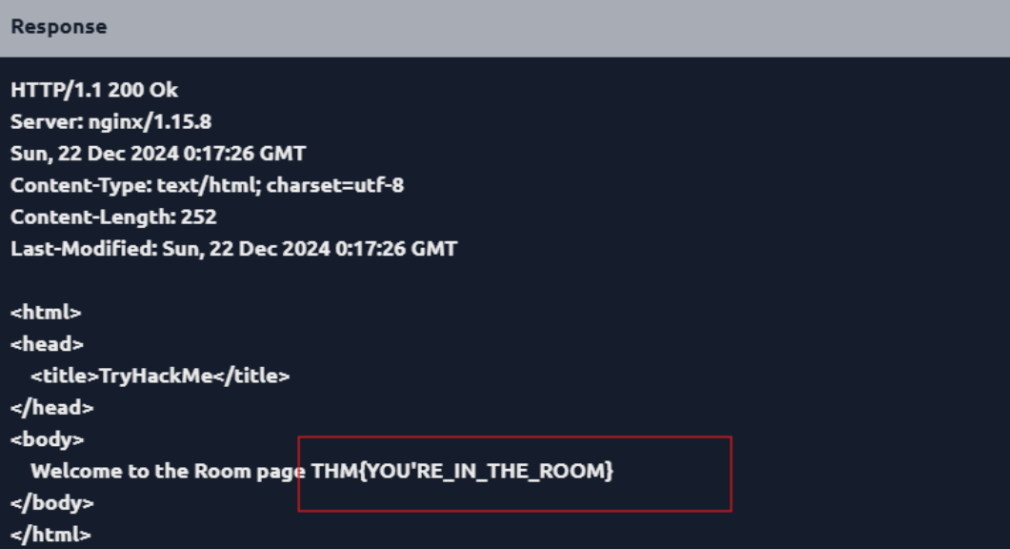 Response
HTTP/1.1 200 Ok
Server: nginx/1.15.8
Sun, 22 Dec 2024 0:17:26 GMT
Content-Type: text/html; charset=utf-8
Content-Length: 252
Last-Modified: Sun, 22 Dec 2024 0:17:26 GMT
<html>
<head>
<title>TryHackMe</title>
</head>
<body>
Welcome to the Room page THM{YOU'RE_IN_THE_ROOM}
</body>
</html>